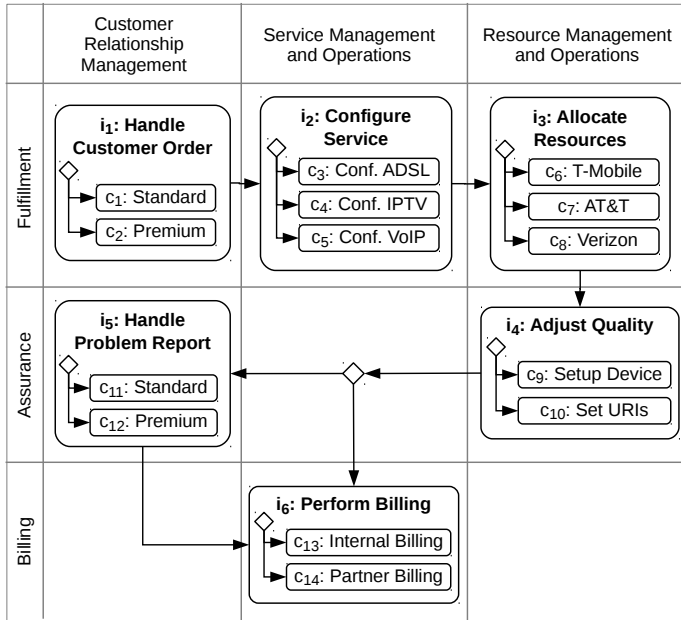 Customer
Relationship
Management
Service Management
and Operations
Resource Management
and Operations
Fulfillment
i1: Handle
Customer Order
c1: Standard
c2: Premium
i2: Configure
Service
c3: Conf. ADSL
c4: Conf. IPTV
c5: Conf. VoIP
i3: Allocate
Resources
c6: T-Mobile
c7: AT&T
c8: Verizon
Assurance
i5: Handle
Problem Report
c11: Standard
c12: Premium
i4: Adjust Quality
c9: Setup Device
c10: Set URIs
Billing
i6: Perform Billing
c13: Internal Billing
c14: Partner Billing